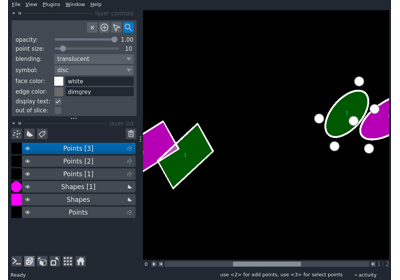 File View Plugins Window Help
layer controls
opacity: 1.00
point size: 10
blending: translucent
symbol: disc
face color: white
edge color: dimgrey
display text:
out of slice:
layer list
Points [3]
Points [2]
Points [1]
Shapes [1]
Shapes
Points
1
1
Ready
use <2> for add points, use <3> for select points
activity